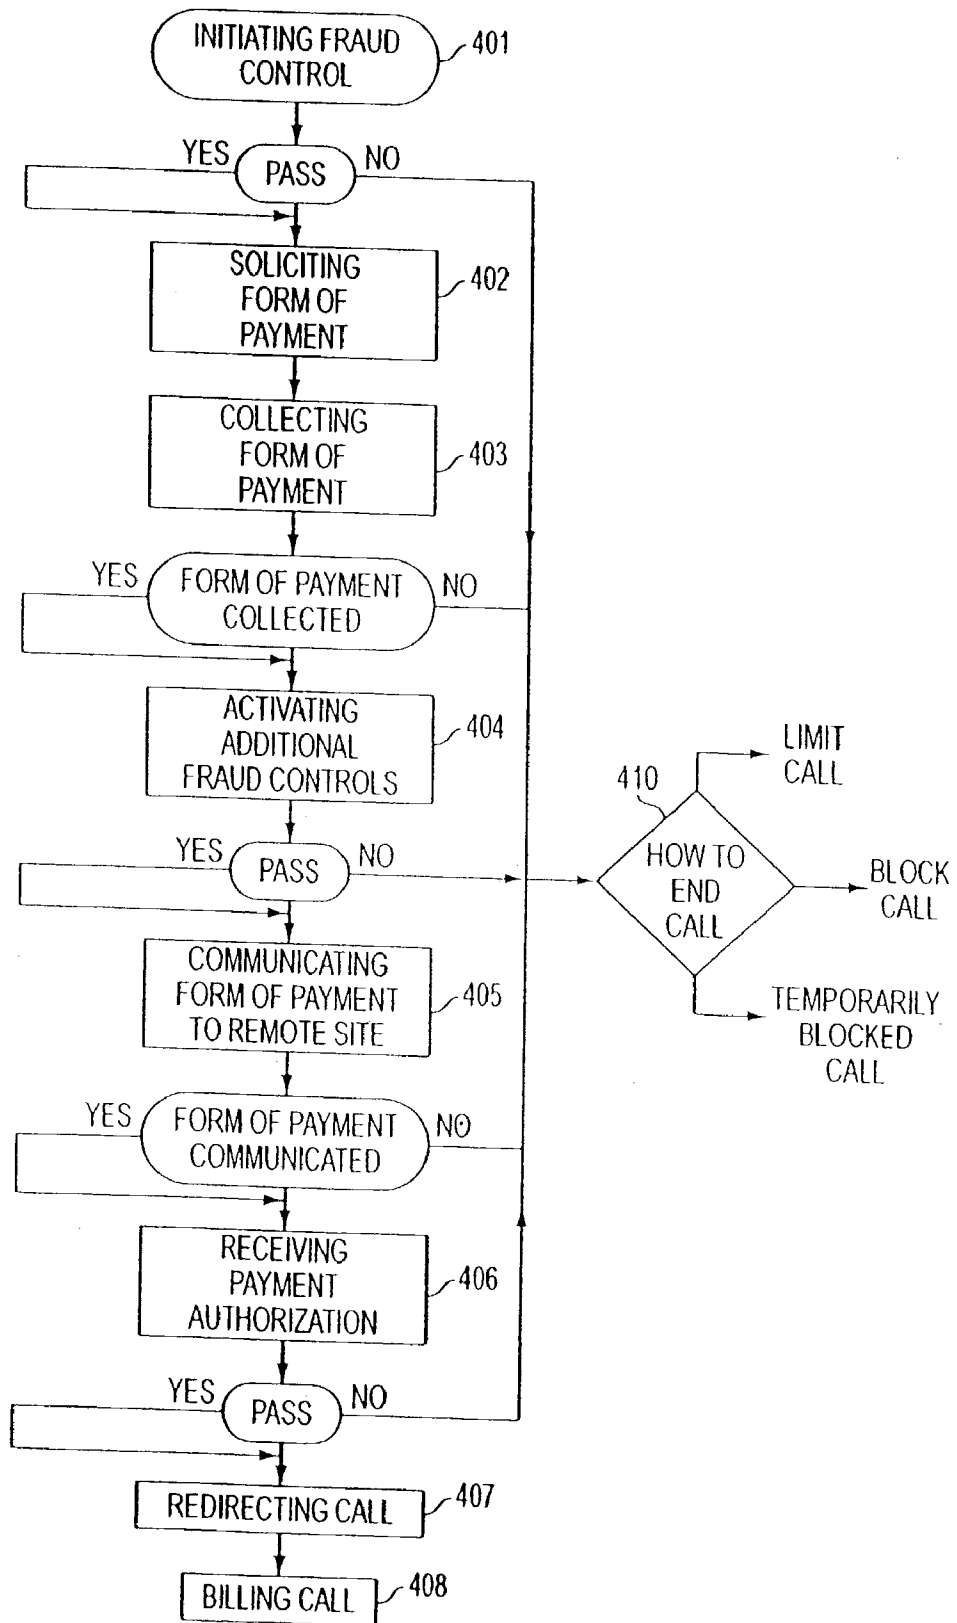 INITIATING FRAUD
CONTROL
401
YES
PASS
NO
SOLICITING
FORM OF
PAYMENT
402
COLLECTING
FORM OF
PAYMENT
403
YES
FORM OF PAYMENT
COLLECTED
NO
ACTIVATING
ADDITIONAL
FRAUD CONTROLS
404
YES
PASS
NO
410
HOW TO
END
CALL
LIMIT
CALL
BLOCK
CALL
TEMPORARILY
BLOCKED
CALL
COMMUNICATING
FORM OF PAYMENT
TO REMOTE SITE
405
YES
FORM OF PAYMENT
COMMUNICATED
NO
RECEIVING
PAYMENT
AUTHORIZATION
406
YES
PASS
NO
REDIRECTING CALL
407
BILLING CALL
408